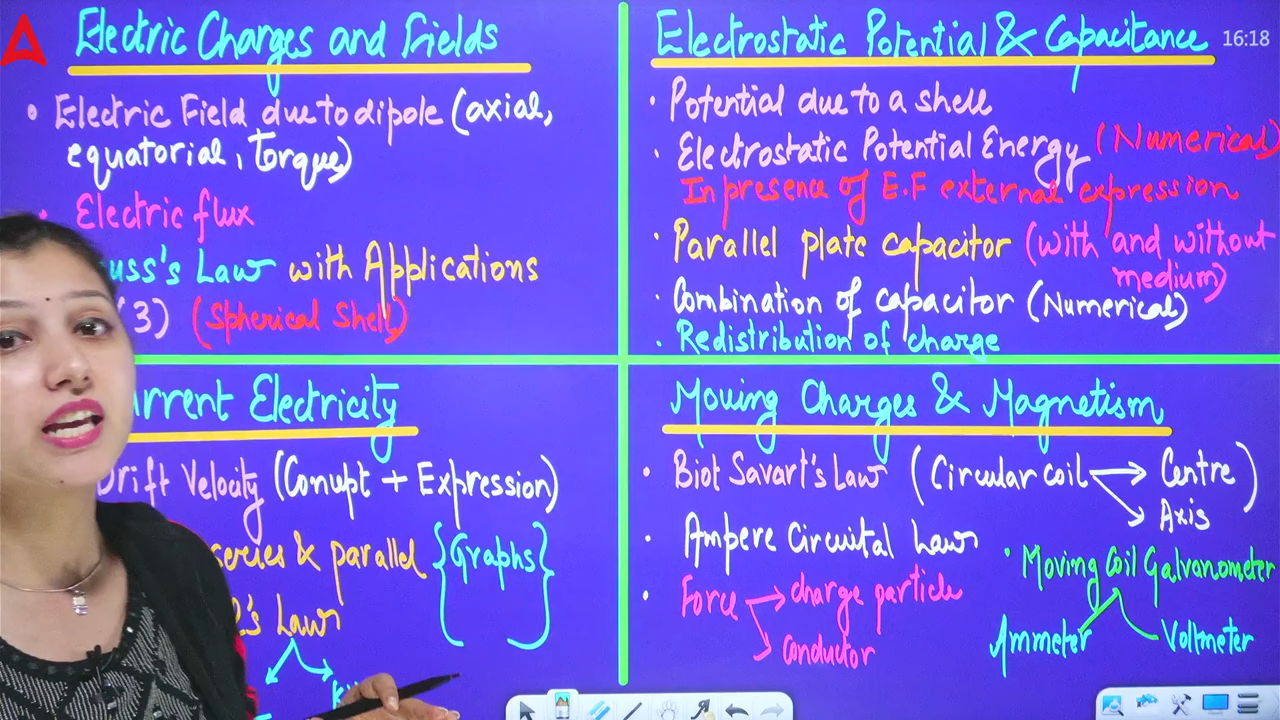 Electric Charges and Fields
• Electric Field due to dipole (axial,
equatorial, torque)
• Electric flux
uss's Law with Applications
(3) (Spherical Shell)
Electrostatic Potential & Capacitance
16:18
• Potential due to a shell
• Electrostatic Potential Energy (Numerical)
In presence of E.F external expression
• Parallel plate capacitor (with and without
medium)
• Combination of capacitor (Numerical)
• Redistribution of charge
urrent Electricity
Drift Velocity (Concept + Expression)
series & parallel {Graphs}
's Law
Moving Charges & Magnetism
• Biot Savart's Law (Circular coil → Centre
→ Axis)
• Ampere Circuital Law
• Force → charge particle
→ conductor
• Moving Coil Galvanometer
Ammeter Voltmeter